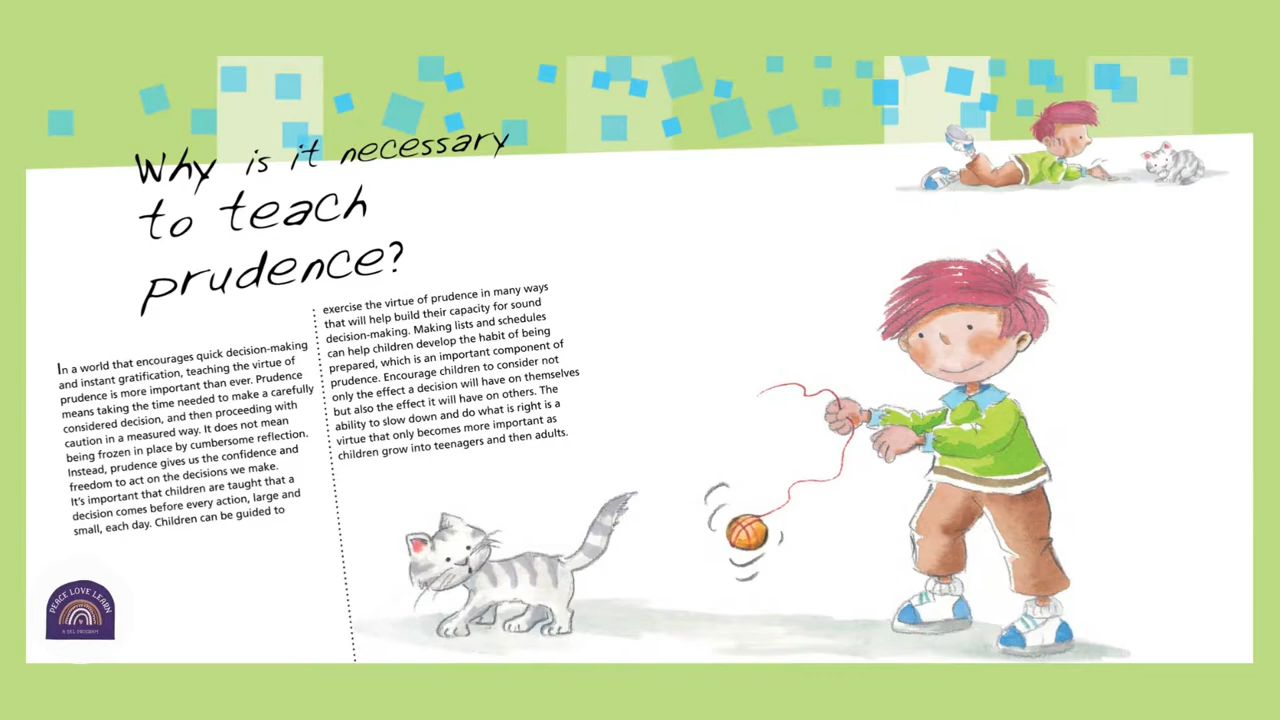 Why is it necessary
to teach
prudence?
In a world that encourages quick decision-making
and instant gratification, teaching the virtue of
prudence is more important than ever. Prudence
means taking the time needed to make a carefully
considered decision, and then proceeding with
caution in a measured way. It does not mean
being frozen in place by cumbersome reflection.
Instead, prudence gives us the confidence and
freedom to act on the decisions we make.
It's important that children are taught that a
decision comes before every action, large and
small, each day. Children can be guided to
exercise the virtue of prudence in many ways
that will help build their capacity for sound
decision-making. Making lists and schedules
can help children develop the habit of being
prepared, which is an important component of
prudence. Encourage children to consider not
only the effect a decision will have on themselves
but also the effect it will have on others. The
ability to slow down and do what is right is a
virtue that only becomes more important as
children grow into teenagers and then adults.
PEACE LOVE LEARN
A SEL PROGRAM